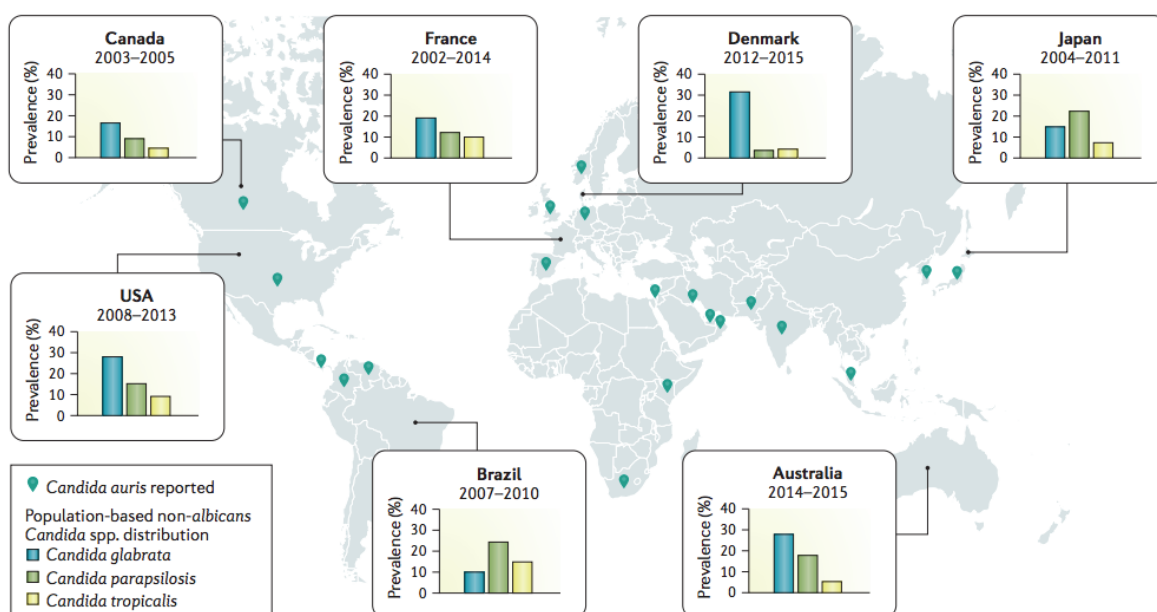 Canada
2003–2005
Prevalence (%)
40
30
20
10
0
France
2002–2014
Prevalence (%)
40
30
20
10
0
Denmark
2012–2015
Prevalence (%)
40
30
20
10
0
Japan
2004–2011
Prevalence (%)
40
30
20
10
0
USA
2008–2013
Prevalence (%)
40
30
20
10
0
Brazil
2007–2010
Prevalence (%)
40
30
20
10
0
Australia
2014–2015
Prevalence (%)
40
30
20
10
0
Candida auris reported
Population-based non-albicans
Candida spp. distribution
Candida glabrata
Candida parapsilosis
Candida tropicalis